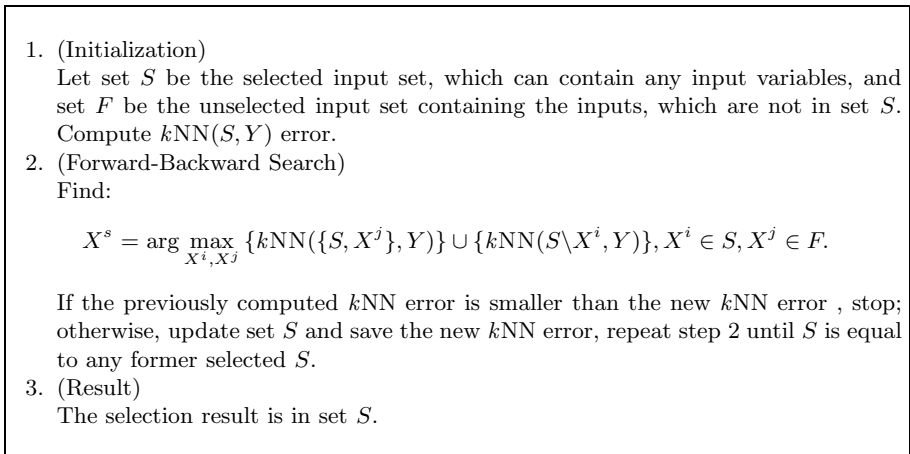 1. (Initialization)
Let set S be the selected input set, which can contain any input variables, and
set F be the unselected input set containing the inputs, which are not in set S.
Compute kNN(S, Y) error.
2. (Forward-Backward Search)
Find:
X^s = arg max_{X^i,X^j} {kNN({S, X^j}, Y)} ∪ {kNN(S\X^i, Y)}, X^i ∈ S, X^j ∈ F.
If the previously computed kNN error is smaller than the new kNN error , stop;
otherwise, update set S and save the new kNN error, repeat step 2 until S is equal
to any former selected S.
3. (Result)
The selection result is in set S.